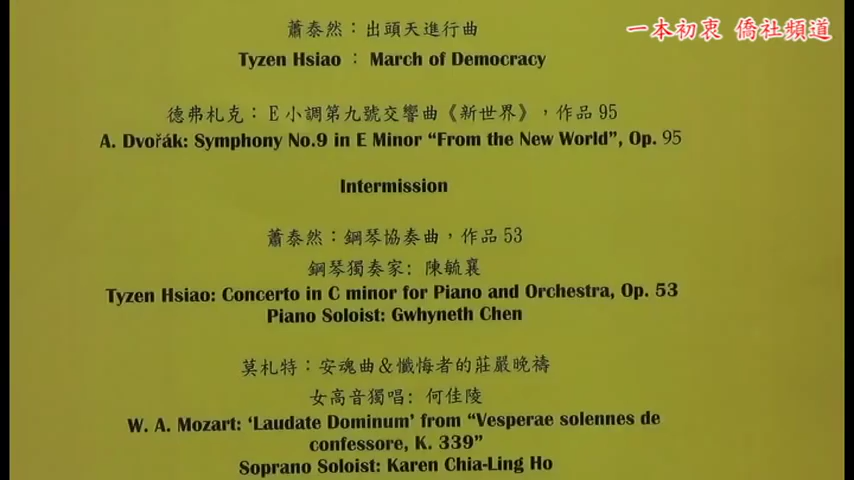 一本初衷 僑社頻道
蕭泰然：出頭天進行曲
Tyzen Hsiao : March of Democracy
德弗札克： E小調第九號交響曲《新世界》，作品95
A. Dvořák: Symphony No.9 in E Minor “From the New World”, Op. 95
Intermission
蕭泰然：鋼琴協奏曲，作品53
鋼琴獨奏家: 陳毓襄
Tyzen Hsiao: Concerto in C minor for Piano and Orchestra, Op. 53
Piano Soloist: Gwhyneth Chen
莫札特：安魂曲＆懺悔者的莊嚴晚禱
女高音獨唱: 何佳陵
W. A. Mozart: ‘Laudate Dominum’ from “Vesperae solennes de
confessore, K. 339”
Soprano Soloist: Karen Chia-Ling Ho